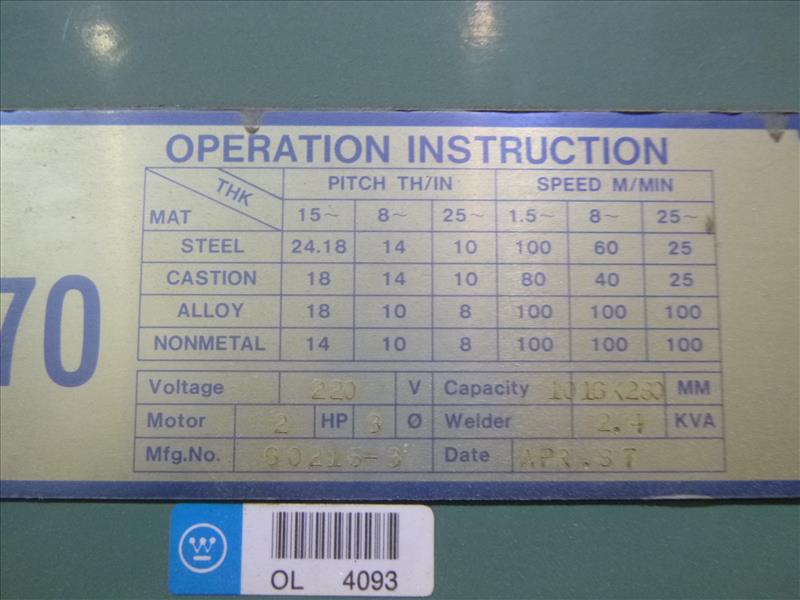 OPERATION INSTRUCTION
THK PITCH TH/IN SPEED M/MIN
MAT 15~ 8~ 25~ 1.5~ 8~ 25~
STEEL 24.18 14 10 100 60 25
CASTION 18 14 10 80 40 25
ALLOY 18 10 8 100 100 100
NONMETAL 14 10 8 100 100 100
70
Voltage 220 V Capacity MM
Motor 2 HP 3 Ø Welder 2.4 KVA
Mfg.No. Date APR.
OL 4093